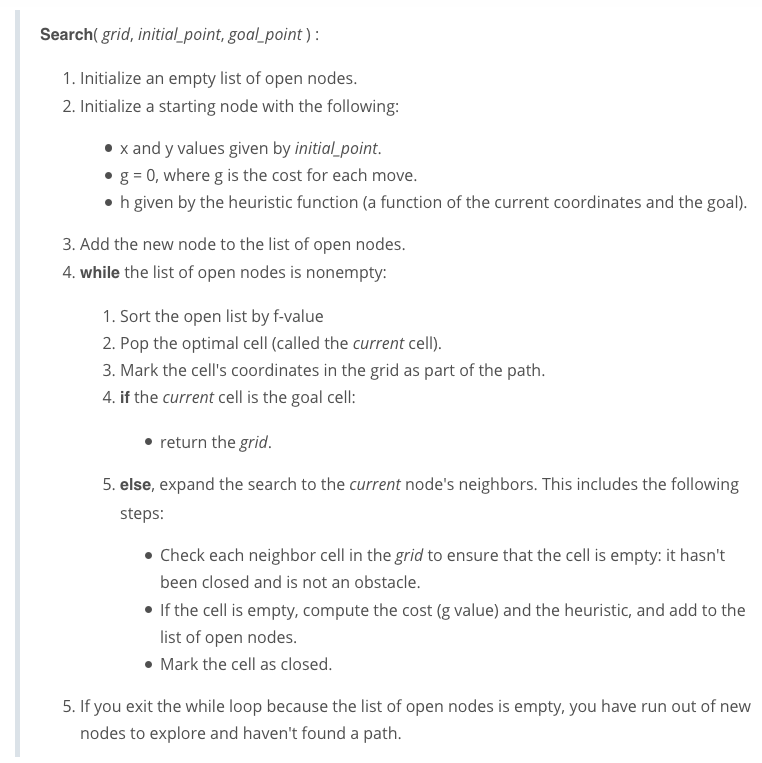 Search( grid, initial_point, goal_point ) :
1. Initialize an empty list of open nodes.
2. Initialize a starting node with the following:
• x and y values given by initial_point.
• g = 0, where g is the cost for each move.
• h given by the heuristic function (a function of the current coordinates and the goal).
3. Add the new node to the list of open nodes.
4. while the list of open nodes is nonempty:
1. Sort the open list by f-value
2. Pop the optimal cell (called the current cell).
3. Mark the cell's coordinates in the grid as part of the path.
4. if the current cell is the goal cell:
• return the grid.
5. else, expand the search to the current node's neighbors. This includes the following
steps:
• Check each neighbor cell in the grid to ensure that the cell is empty: it hasn't
been closed and is not an obstacle.
• If the cell is empty, compute the cost (g value) and the heuristic, and add to the
list of open nodes.
• Mark the cell as closed.
5. If you exit the while loop because the list of open nodes is empty, you have run out of new
nodes to explore and haven't found a path.